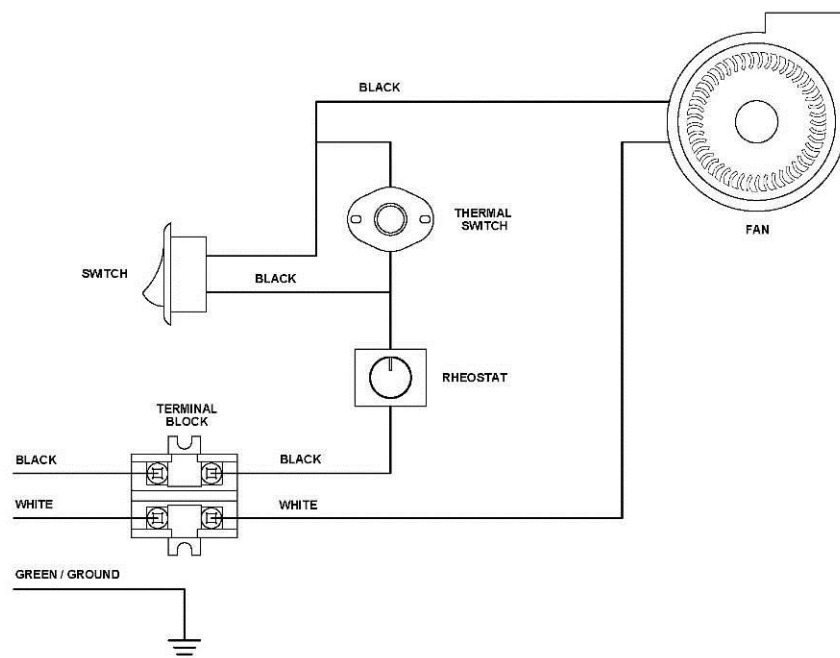 BLACK
THERMAL
SWITCH
FAN
SWITCH
BLACK
RHEOSTAT
TERMINAL
BLOCK
BLACK
BLACK
WHITE
WHITE
GREEN / GROUND